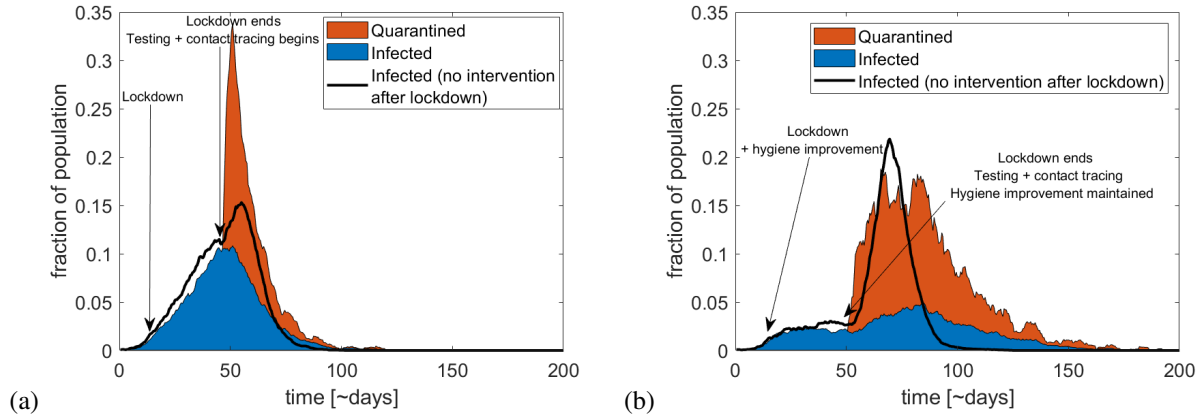 0.35
0.3
0.25
0.2
0.15
0.1
0.05
0
fraction of population
Lockdown ends
Testing + contact tracing begins
Lockdown
Quarantined
Infected
Infected (no intervention
after lockdown)
0 50 100 150 200
time [~days]
(a)
0.35
0.3
0.25
0.2
0.15
0.1
0.05
0
fraction of population
Quarantined
Infected
Infected (no intervention after lockdown)
Lockdown
+ hygiene improvement
Lockdown ends
Testing + contact tracing
Hygiene improvement maintained
0 50 100 150 200
time [~days]
(b)